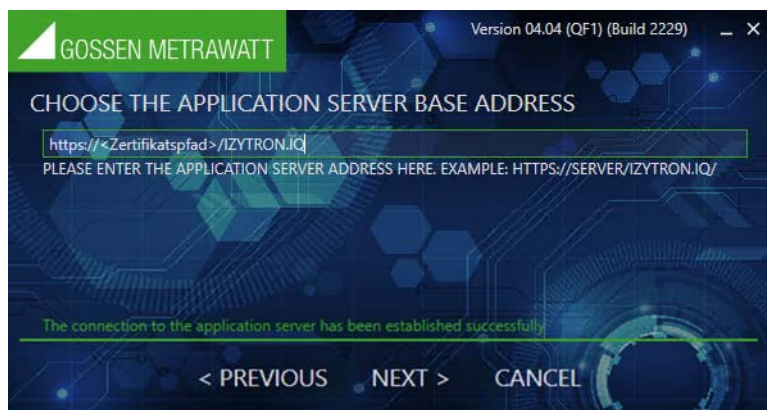 GOSSEN METRAWATT
Version 04.04 (QF1) (Build 2229)
CHOOSE THE APPLICATION SERVER BASE ADDRESS
https://<Zertifikatspfad>/IZYTRON.IQ
PLEASE ENTER THE APPLICATION SERVER ADDRESS HERE. EXAMPLE: HTTPS://SERVER/IZYTRON.IQ/
The connection to the application server has been established successfully
< PREVIOUS NEXT > CANCEL